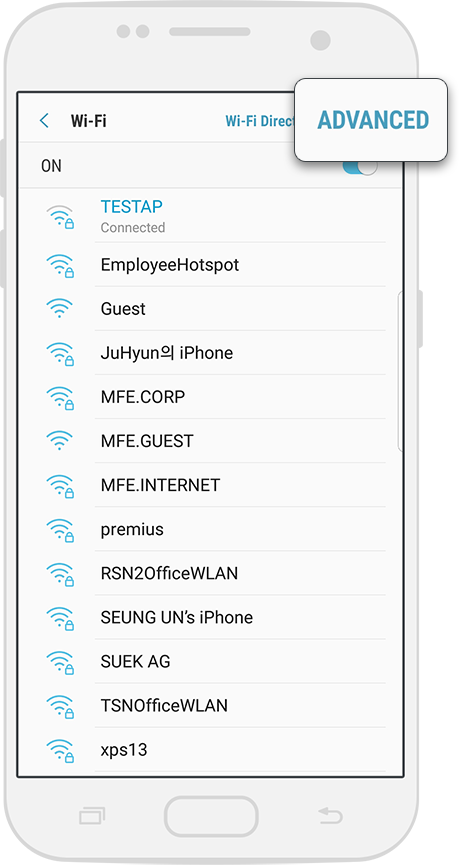 Wi-Fi
Wi-Fi Direct
ADVANCED
ON
TESTAP
Connected
EmployeeHotspot
Guest
JuHyun의 iPhone
MFE.CORP
MFE.GUEST
MFE.INTERNET
premius
RSN2OfficeWLAN
SEUNG UN’s iPhone
SUEK AG
TSNOfficeWLAN
xps13